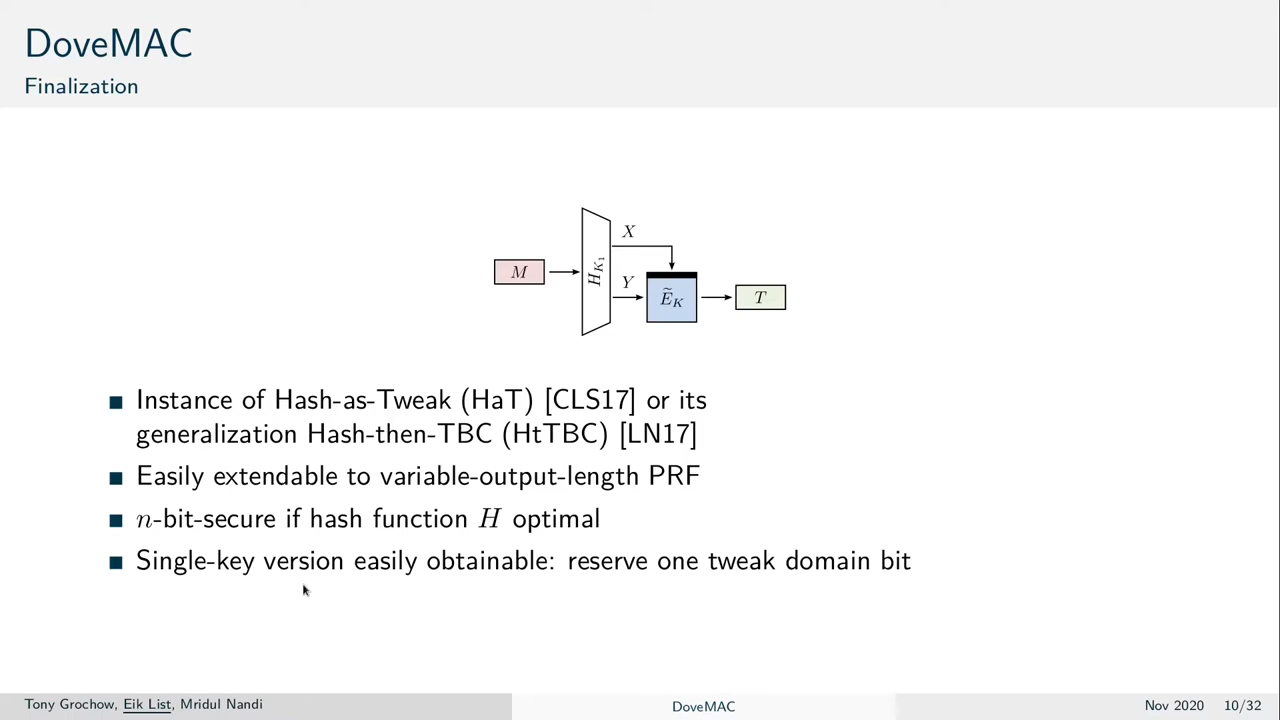 DoveMAC
Finalization
M
H_{K_1}
X
Y
\widetilde{E}_K
T
Instance of Hash-as-Tweak (HaT) [CLS17] or its
generalization Hash-then-TBC (HtTBC) [LN17]
Easily extendable to variable-output-length PRF
n-bit-secure if hash function H optimal
Single-key version easily obtainable: reserve one tweak domain bit
Tony Grochow, Eik List, Mridul Nandi
DoveMAC
Nov 2020 10/32